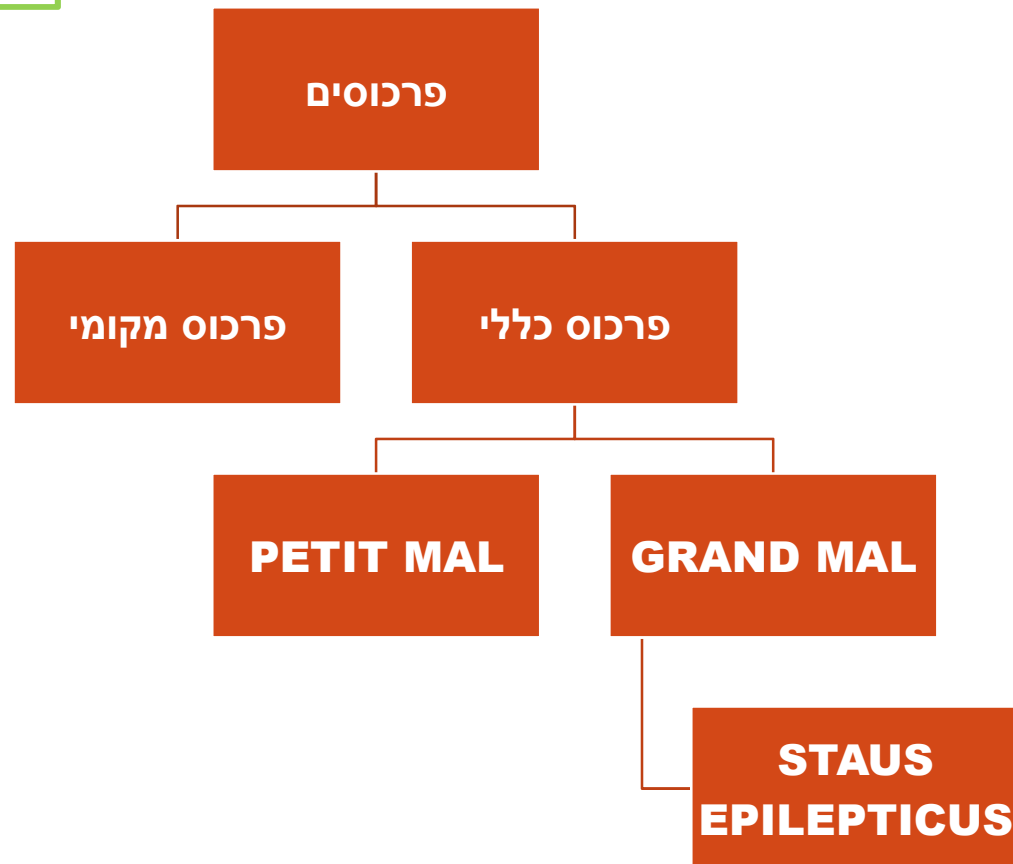 פרכוסים
פרכוס כללי
פרכוס מקומי
PETIT MAL
GRAND MAL
STAUS
EPILEPTICUS